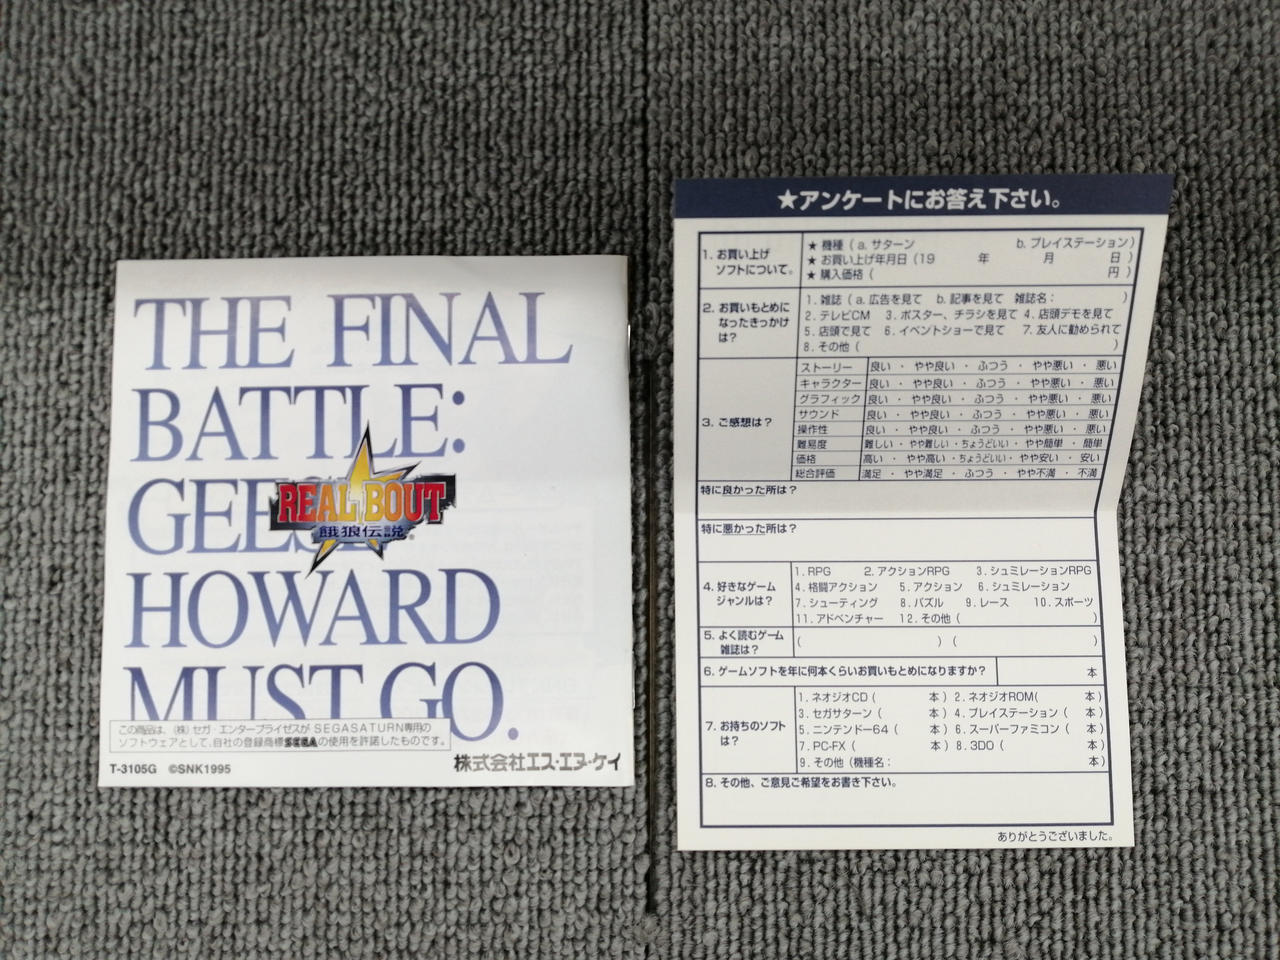 THE FINAL
BATTLE:
GEESE
REAL BOUT
餓狼伝説
HOWARD
MUST GO.
この商品は、(株)セガ・エンタープライゼスが SEGASATURN専用の
ソフトウェアとして、自社の登録商標SEGAの使用を許諾したものです。
T-3105G ©SNK1995
株式会社エス・エヌ・ケイ
★アンケートにお答え下さい。
1. お買い上げ
ソフトについて。
★ 機種 ( a. サターン b. プレイステーション )
★ お買い上げ年月日 (19 年 月 日 )
★ 購入価格 ( 円 )
2. お買いもとめに
なったきっかけ
は?
1. 雑誌 ( a. 広告を見て b. 記事を見て 雑誌名: )
2. テレビCM 3. ポスター、チラシを見て 4. 店頭デモを見て
5. 店頭で見て 6. イベントショーで見て 7. 友人に勧められて
8. その他 ( )
3. ご感想は?
ストーリー 良い ・ やや良い ・ ふつう ・ やや悪い ・ 悪い
キャラクター 良い ・ やや良い ・ ふつう ・ やや悪い ・ 悪い
グラフィック 良い ・ やや良い ・ ふつう ・ やや悪い ・ 悪い
サウンド 良い ・ やや良い ・ ふつう ・ やや悪い ・ 悪い
操作性 良い ・ やや良い ・ ふつう ・ やや悪い ・ 悪い
難易度 難しい ・ やや難しい ・ ちょうどいい ・ やや簡単 ・ 簡単
価格 高い ・ やや高い ・ ちょうどいい ・ やや安い ・ 安い
総合評価 満足 ・ やや満足 ・ ふつう ・ やや不満 ・ 不満
特に良かった所は?
特に悪かった所は?
4. 好きなゲーム
ジャンルは?
1. RPG 2. アクションRPG 3. シュミレーションRPG
4. 格闘アクション 5. アクション 6. シュミレーション
7. シューティング 8. パズル 9. レース 10. スポーツ
11. アドベンチャー 12. その他 ( )
5. よく読むゲーム
雑誌は?
( ) ( )
6. ゲームソフトを年に何本くらいお買いもとめになりますか? 本
7. お持ちのソフト
は?
1. ネオジオCD ( 本 ) 2. ネオジオROM( 本 )
3. セガサターン ( 本 ) 4. プレイステーション ( 本 )
5. ニンテンドー64 ( 本 ) 6. スーパーファミコン ( 本 )
7. PC-FX ( 本 ) 8. 3DO ( 本 )
9. その他 (機種名: 本 )
8. その他、ご意見ご希望をお書き下さい。
ありがとうございました。